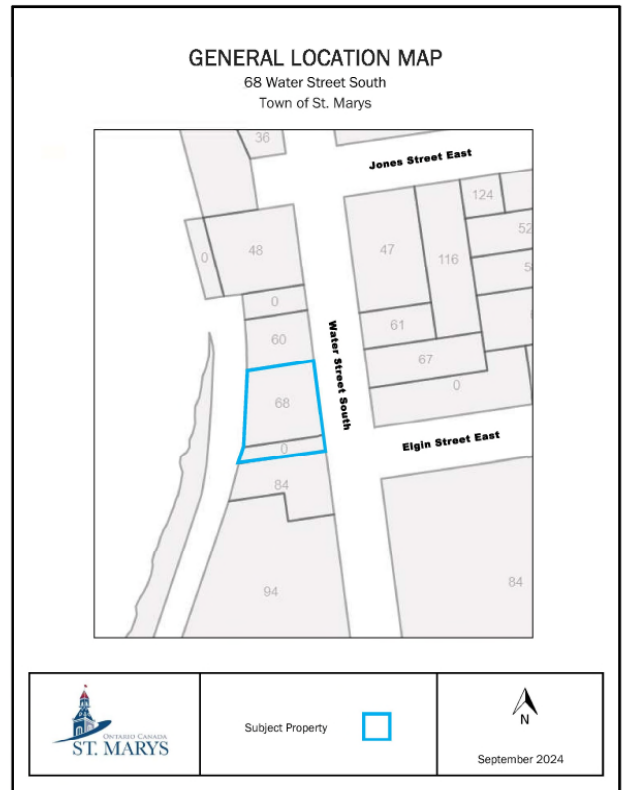 GENERAL LOCATION MAP
68 Water Street South
Town of St. Marys
36
Jones Street East
124
52
0
48
47
116
0
60
61
67
0
Water Street South
68
0
Elgin Street East
84
94
84
ONTARIO CANADA
ST. MARYS
Subject Property
N
September 2024